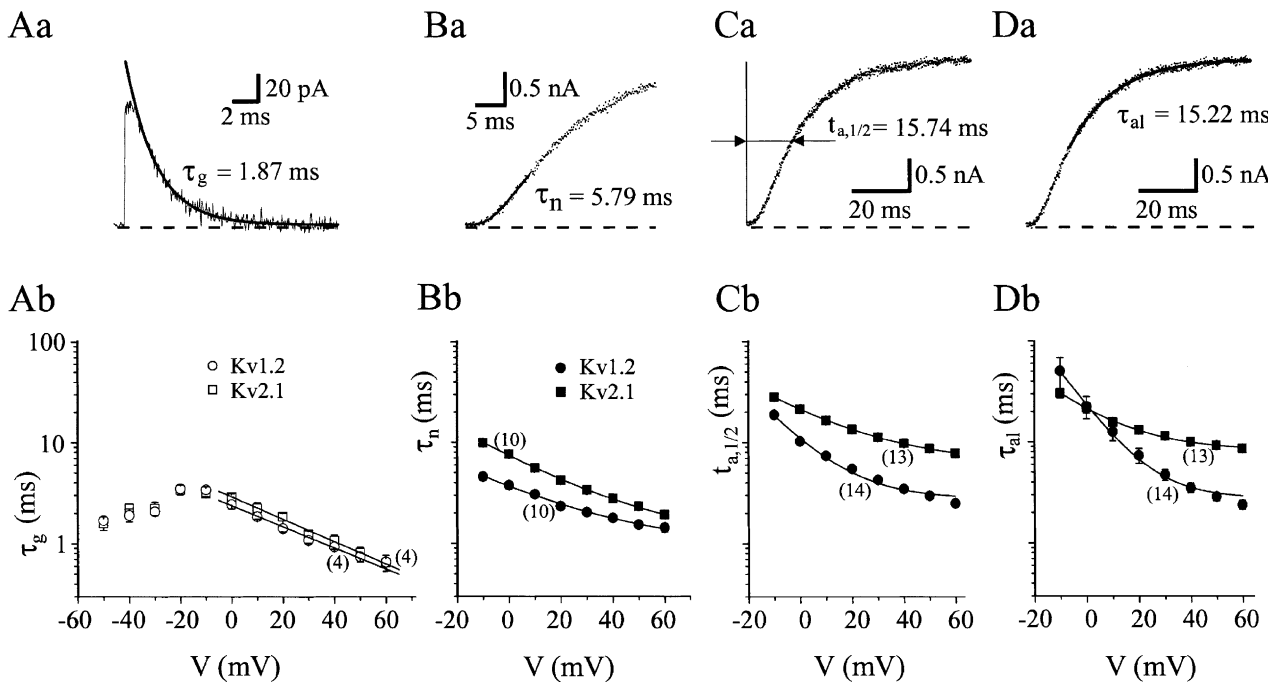 Aa
20 pA
2 ms
τg = 1.87 ms
Ba
0.5 nA
5 ms
τn = 5.79 ms
Ca
ta,1/2 = 15.74 ms
0.5 nA
20 ms
Da
τal = 15.22 ms
0.5 nA
20 ms
Ab
100
10
1
τg (ms)
Kv1.2
Kv2.1
(4)
(4)
-60 -40 -20 0 20 40 60
V (mV)
Bb
τn (ms)
Kv1.2
Kv2.1
(10)
(10)
-20 0 20 40 60
V (mV)
Cb
ta,1/2 (ms)
(13)
(14)
-20 0 20 40 60
V (mV)
Db
τal (ms)
(13)
(14)
-20 0 20 40 60
V (mV)